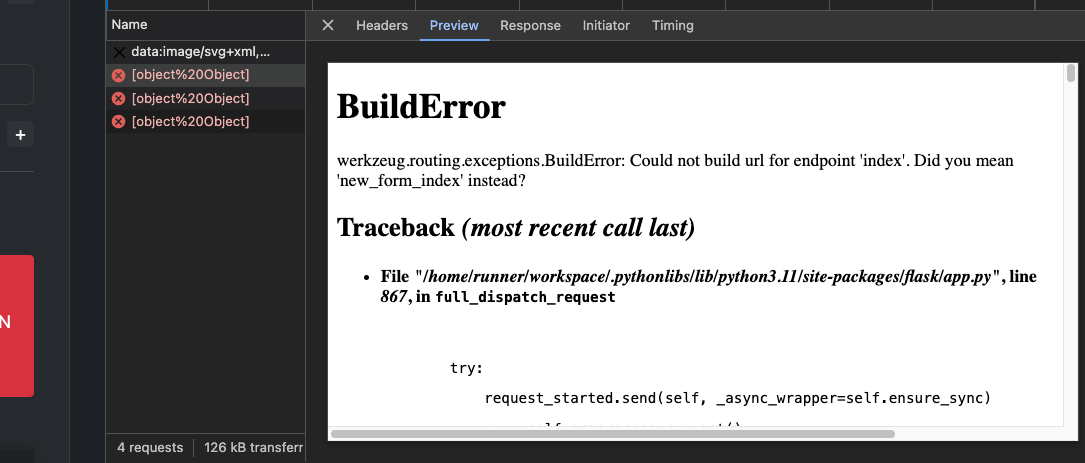 Name
Headers Preview Response Initiator Timing
data:image/svg+xml,...
[object%20Object]
[object%20Object]
[object%20Object]
+
N
BuildError
werkzeug.routing.exceptions.BuildError: Could not build url for endpoint 'index'. Did you mean
'new_form_index' instead?
Traceback (most recent call last)
• File "/home/runner/workspace/.pythonlibs/lib/python3.11/site-packages/flask/app.py", line
867, in full_dispatch_request
try:
request_started.send(self, _async_wrapper=self.ensure_sync)
4 requests 126 kB transferr